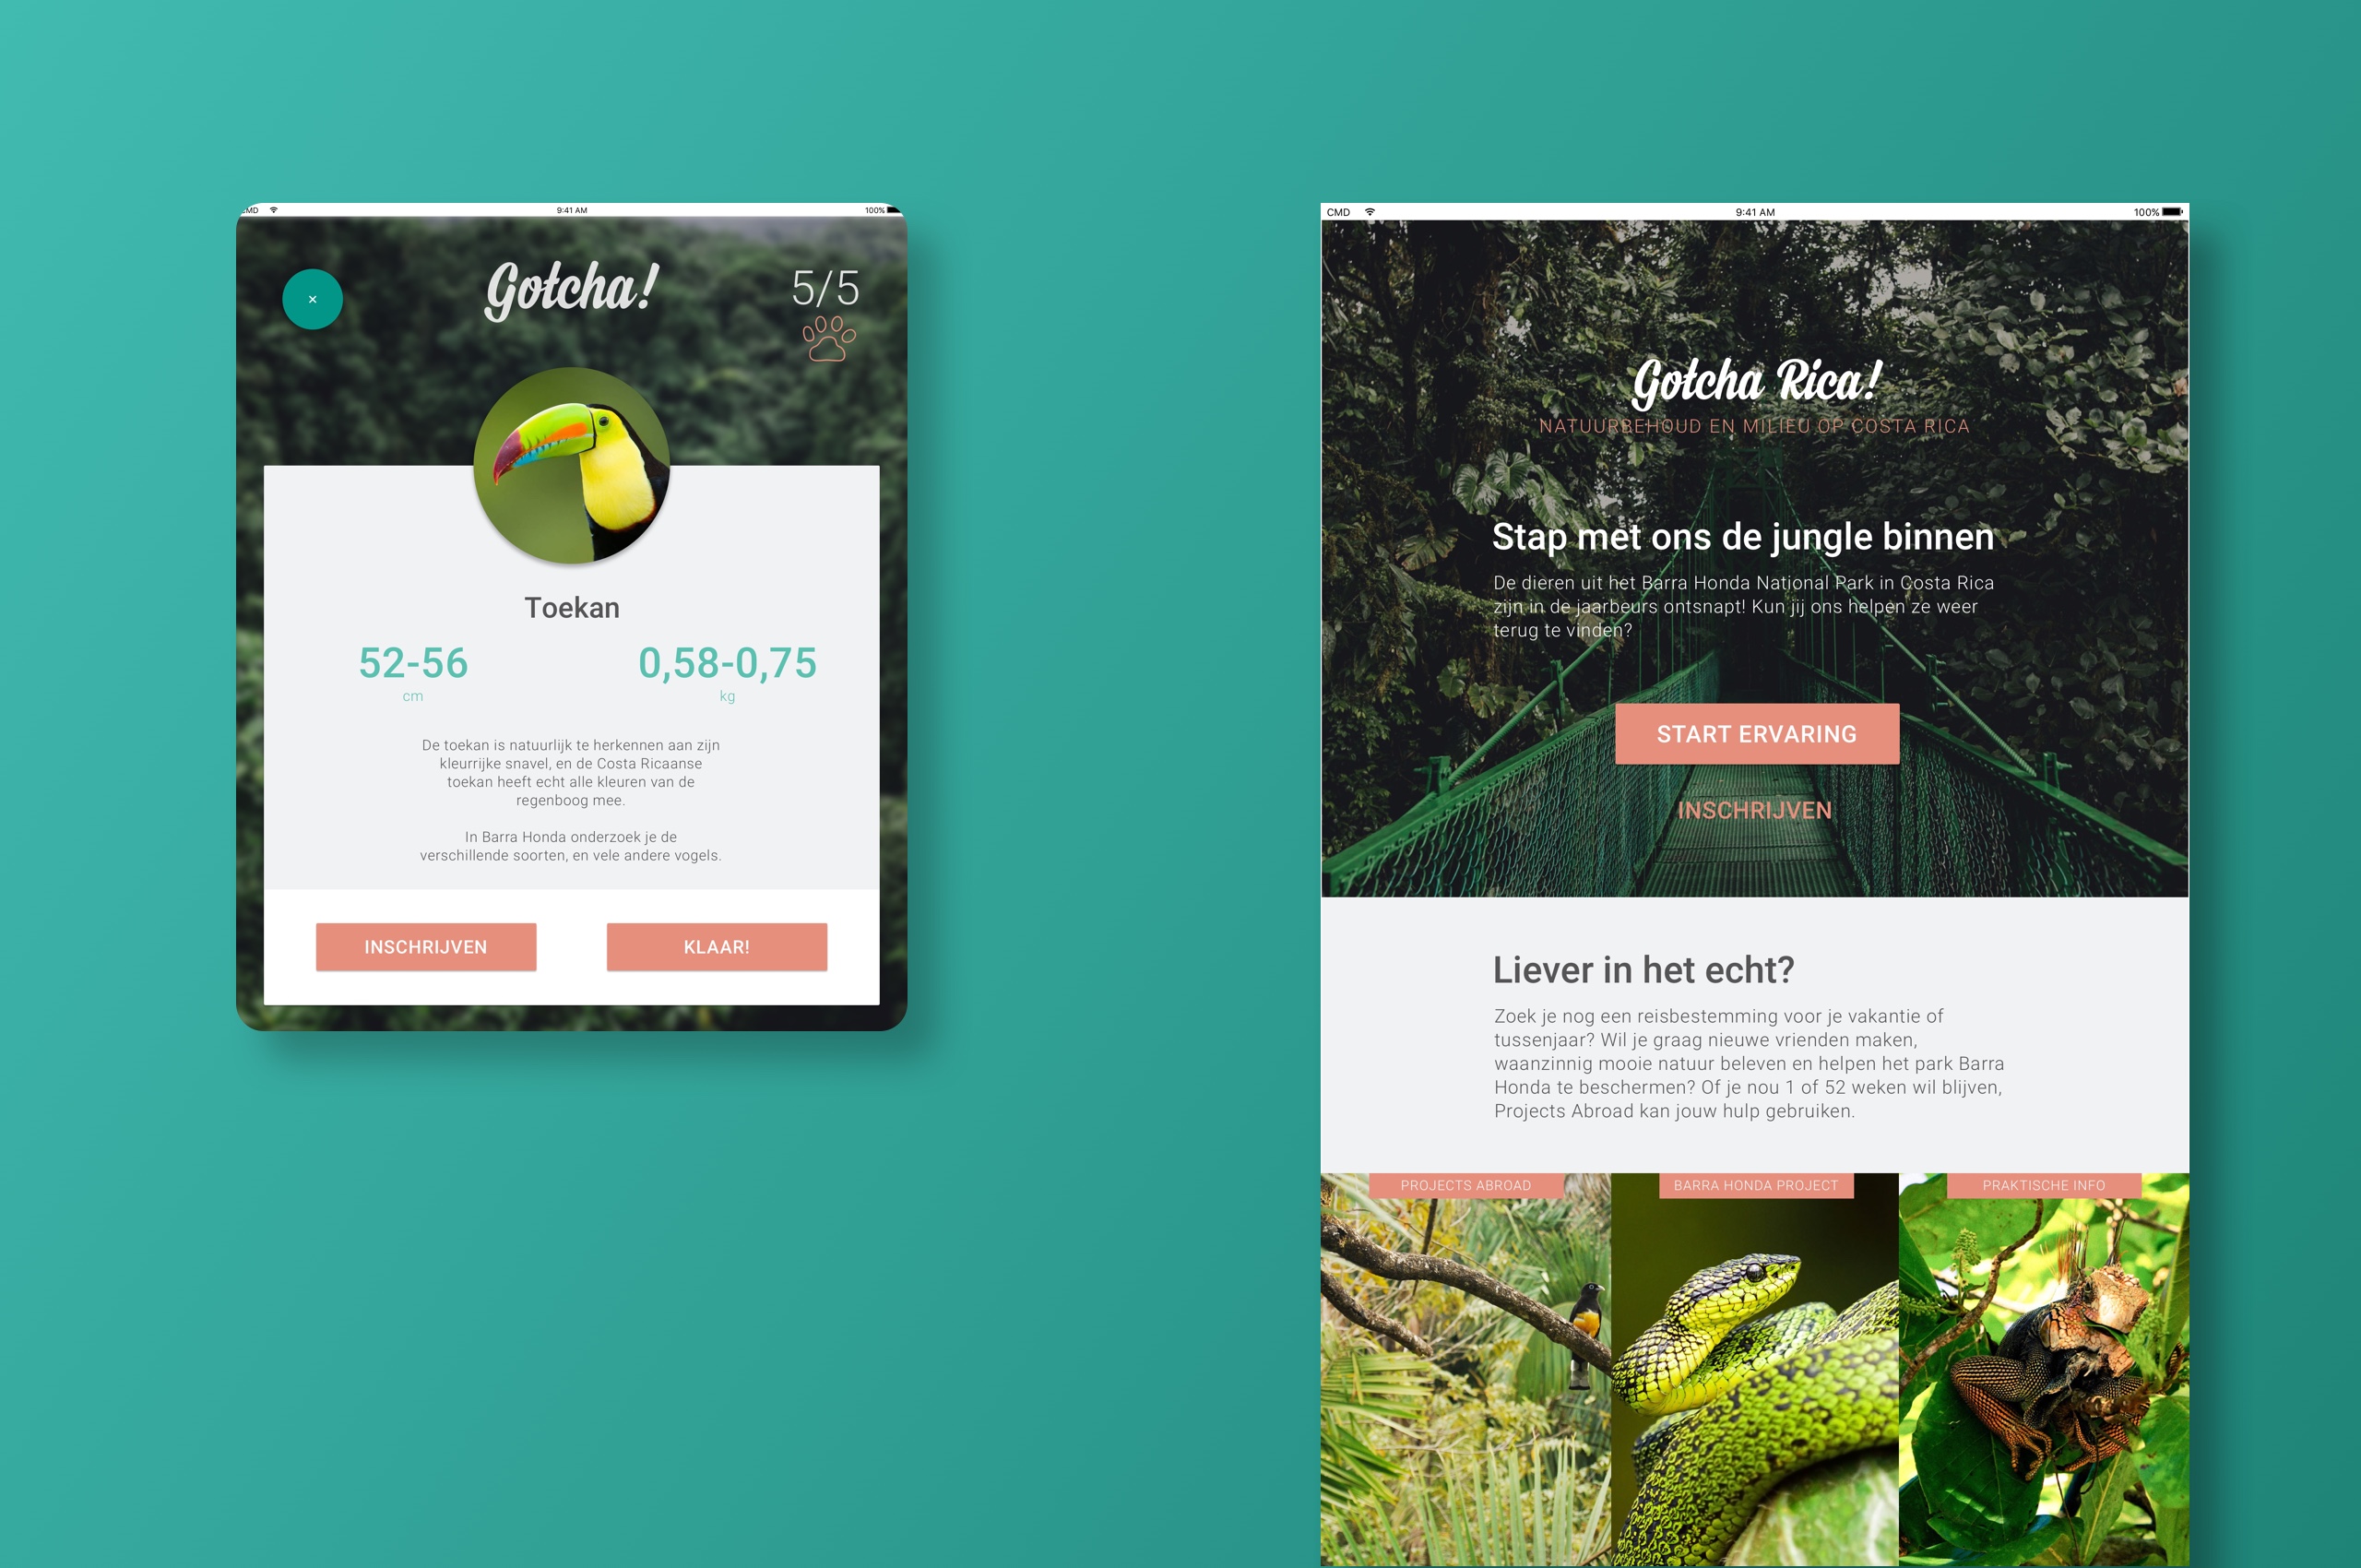 CMD 9:41 AM 100%
×
Gotcha!
5/5
Toekan
52-56
cm
0,58-0,75
kg
De toekan is natuurlijk te herkennen aan zijn
kleurrijke snavel, en de Costa Ricaanse
toekan heeft echt alle kleuren van de
regenboog mee.
In Barra Honda onderzoek je de
verschillende soorten, en vele andere vogels.
INSCHRIJVEN
KLAAR!
CMD 9:41 AM 100%
Gotcha Rica!
NATUURBEHOUD EN MILIEU OP COSTA RICA
Stap met ons de jungle binnen
De dieren uit het Barra Honda National Park in Costa Rica
zijn in de jaarbeurs ontsnapt! Kun jij ons helpen ze weer
terug te vinden?
START ERVARING
INSCHRIJVEN
Liever in het echt?
Zoek je nog een reisbestemming voor je vakantie of
tussenjaar? Wil je graag nieuwe vrienden maken,
waanzinnig mooie natuur beleven en helpen het park Barra
Honda te beschermen? Of je nou 1 of 52 weken wil blijven,
Projects Abroad kan jouw hulp gebruiken.
PROJECTS ABROAD
BARRA HONDA PROJECT
PRAKTISCHE INFO